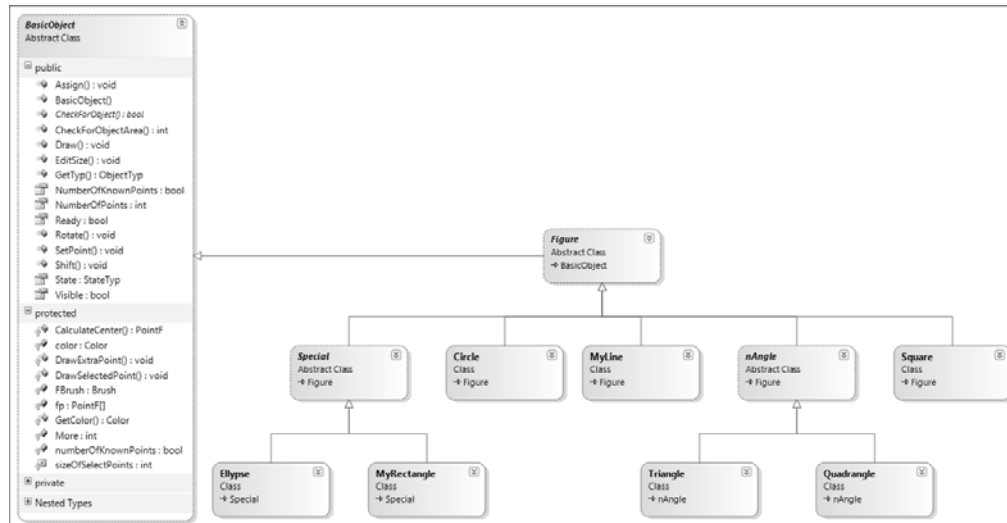 BasicObject
Abstract Class
public
Assign() : void
BasicObject()
CheckForObject() : bool
CheckForObjectArea() : int
Draw() : void
EditSize() : void
GetTyp() : ObjectTyp
NumberOfKnownPoints : bool
NumberOfPoints : int
Ready : bool
Rotate() : void
SetPoint() : void
Shift() : void
State : StateTyp
Visible : bool
protected
CalculateCenter() : PointF
color : Color
DrawExtraPoint() : void
DrawSelectedPoint() : void
FBrush : Brush
fp : PointF[]
GetColor() : Color
More : int
numberOfKnownPoints : bool
sizeOfSelectPoints : int
private
Nested Types
Figure
Abstract Class
BasicObject
Special
Abstract Class
Figure
Circle
Class
Figure
MyLine
Class
Figure
nAngle
Abstract Class
Figure
Square
Class
Figure
Ellypse
Class
Special
MyRectangle
Class
Special
Triangle
Class
nAngle
Quadrangle
Class
nAngle